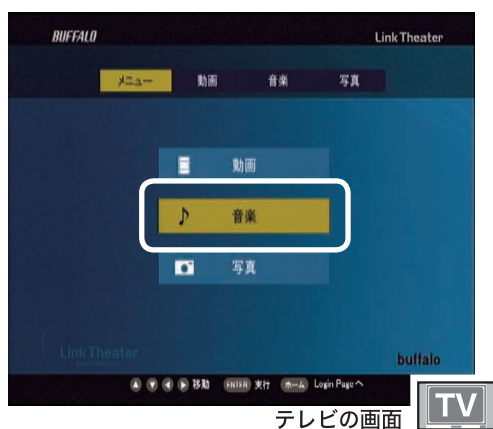 BUFFALO LinkTheater
メニュー 動画 音楽 写真
動画
音楽
写真
LinkTheater
buffalo
移動 ENTER 実行 ホーム Login Pageへ
テレビの画面 TV